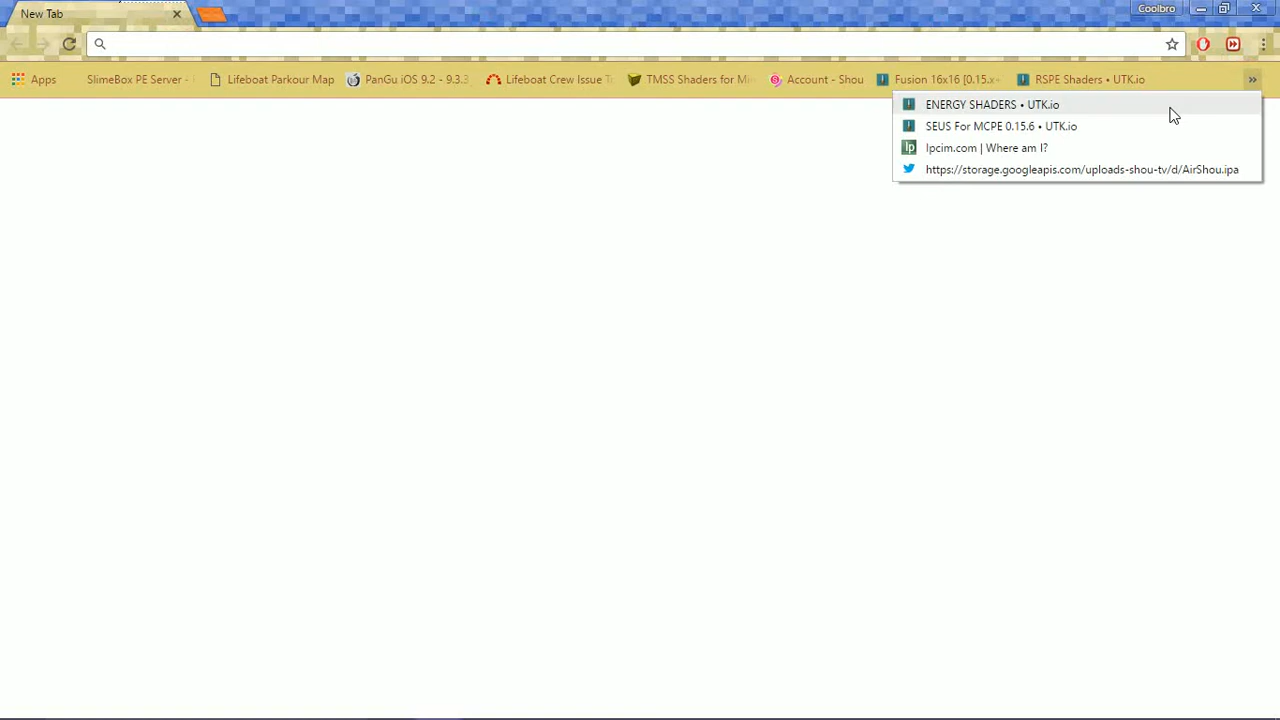 New Tab
Coolbro
Apps
SlimeBox PE Server -
Lifeboat Parkour Map
PanGu iOS 9.2 - 9.3.3
Lifeboat Crew Issue T
TMSS Shaders for Mi
Account - Shou
Fusion 16x16 [0.15.x
RSPE Shaders • UTK.io
»
ENERGY SHADERS • UTK.io
SEUS For MCPE 0.15.6 • UTK.io
lpcim.com | Where am I?
https://storage.googleapis.com/uploads-shou-tv/d/AirShou.ipa